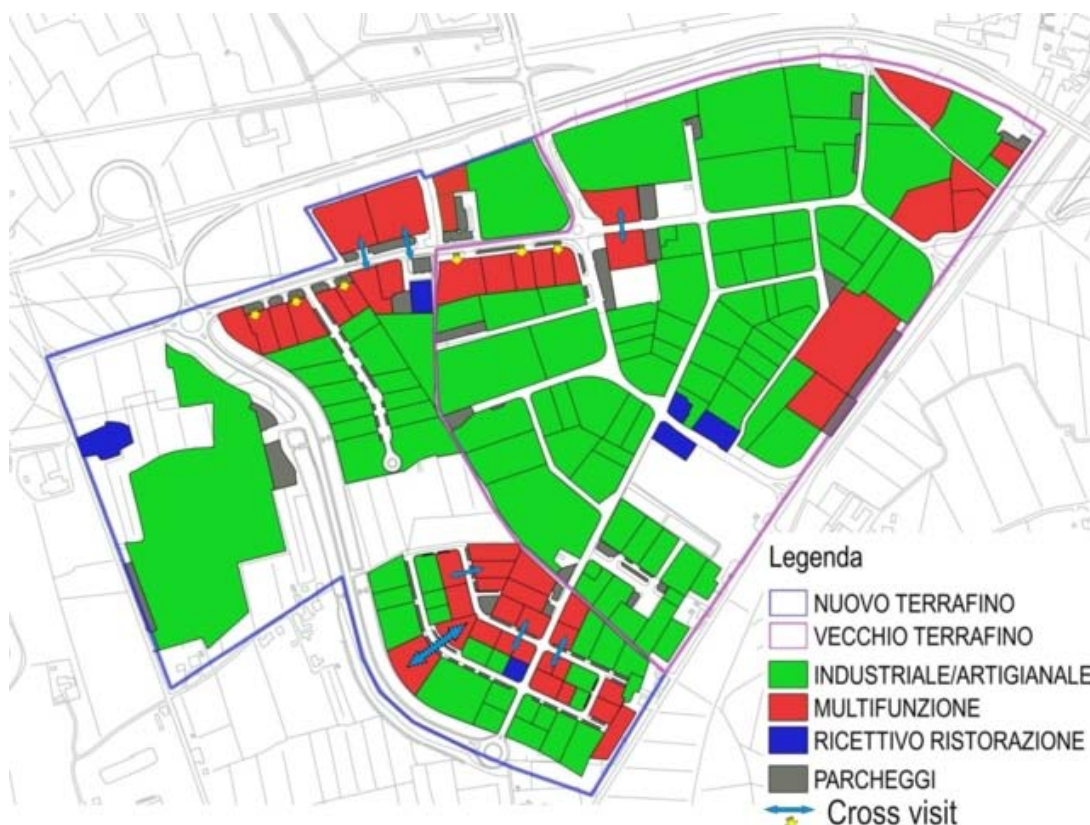 Legenda
NUOVO TERRAFINO
VECCHIO TERRAFINO
INDUSTRIALE/ARTIGIANALE
MULTIFUNZIONE
RICETTIVO RISTORAZIONE
PARCHEGGI
Cross visit